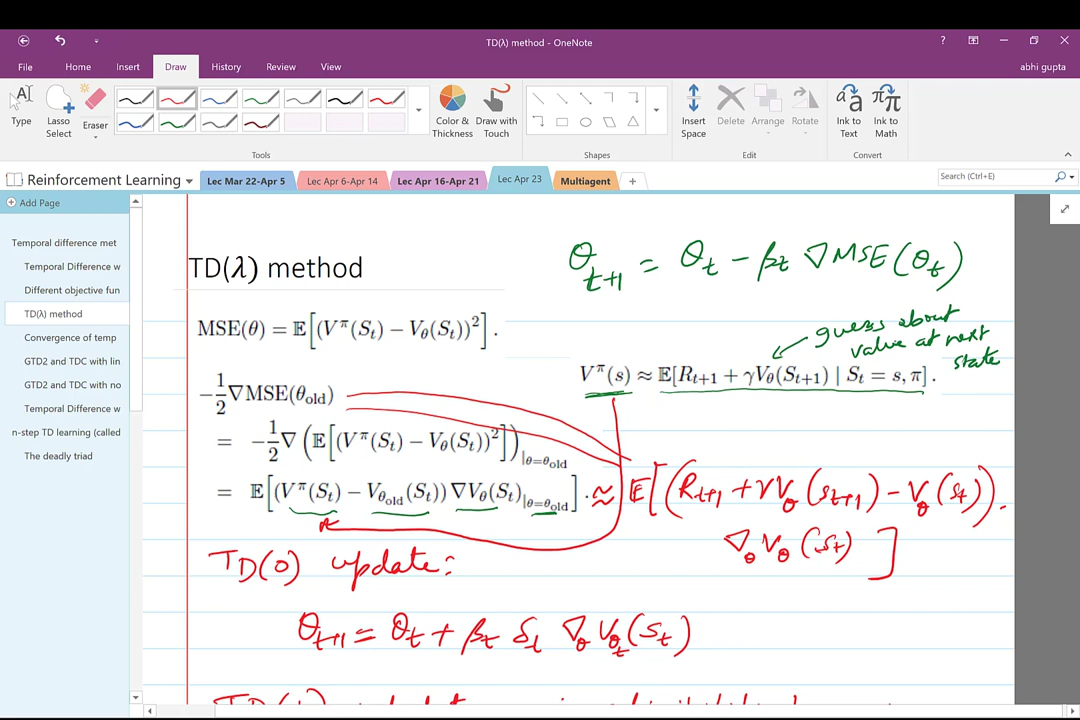 TD(λ) method - OneNote
?
File Home Insert Draw History Review View
abhi gupta
Type
Lasso Select
Eraser
Color & Thickness
Draw with Touch
Insert Space
Delete
Arrange
Rotate
Ink to Text
Ink to Math
Tools
Shapes
Edit
Convert
Reinforcement Learning
Lec Mar 22-Apr 5
Lec Apr 6-Apr 14
Lec Apr 16-Apr 21
Lec Apr 23
Multiagent
Search (Ctrl+E)
Add Page
Temporal difference met
Temporal Difference w
Different objective fun
TD(λ) method
Convergence of temp
GTD2 and TDC with lin
GTD2 and TDC with no
Temporal Difference w
n-step TD learning (called
The deadly triad
TD(λ) method
θ_{t+1} = θ_t − β_t ∇MSE(θ_t)
MSE(θ) = 𝔼[(V^π(S_t) − V_θ(S_t))^2].
guess about
value at next
state
V^π(s) ≈ 𝔼[R_{t+1} + γV_θ(S_{t+1}) | S_t = s, π].
−1/2 ∇MSE(θ_old)
= −1/2 ∇ (𝔼[(V^π(S_t) − V_θ(S_t))^2])_{|θ=θ_old}
= 𝔼[(V^π(S_t) − V_{θ_old}(S_t)) ∇V_θ(S_t)_{|θ=θ_old}]. ≈ 𝔼[(R_{t+1} + γV_θ(S_{t+1}) − V_θ(S_t)).
∇_θ V_θ(S_t) ]
TD(0) update:
θ_{t+1} = θ_t + β_t δ_t ∇_θ V_{θ_t}(S_t)